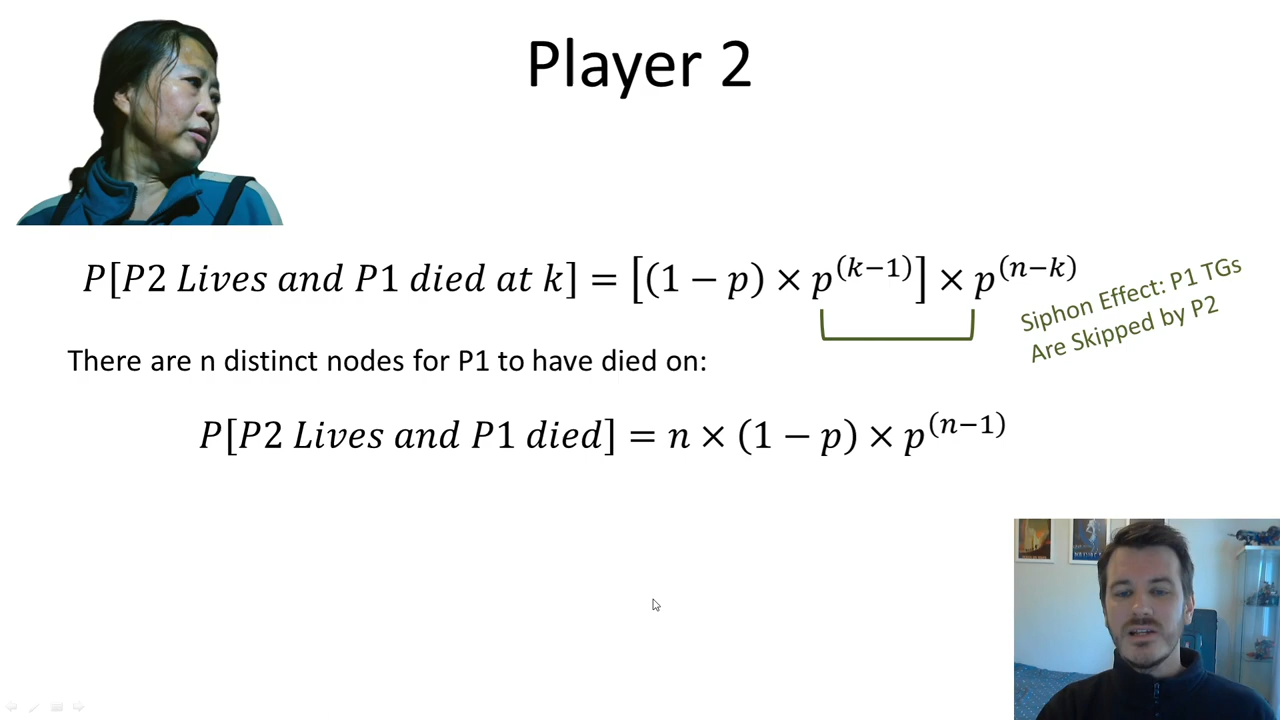 Player 2
P[P2 Lives and P1 died at k] = [(1 − p) × p^(k−1)] × p^(n−k)
Siphon Effect: P1 TGs
Are Skipped by P2
There are n distinct nodes for P1 to have died on:
P[P2 Lives and P1 died] = n × (1 − p) × p^(n−1)